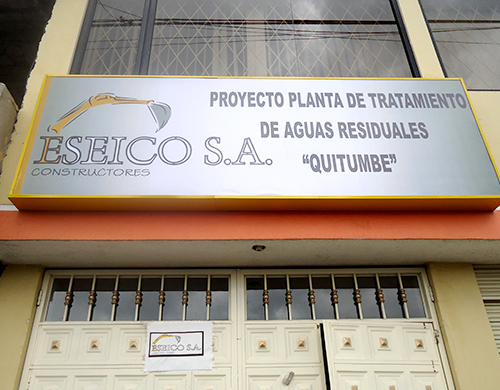 ESEICO S.A.
CONSTRUCTORES
PROYECTO PLANTA DE TRATAMIENTO
DE AGUAS RESIDUALES
“QUITUMBE”
ESEICO S.A.